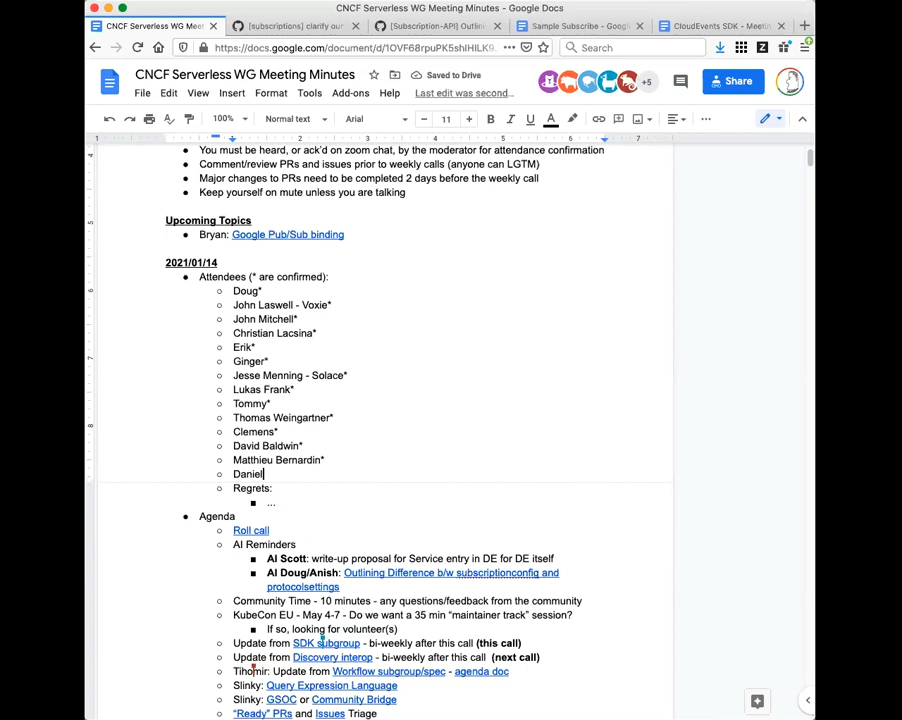 CNCF Serverless WG Meeting Minutes - Google Docs
CNCF Serverless WG Meet
[subscriptions] clarify our
[Subscription-API] Outlin
Sample Subscribe - Google
CloudEvents SDK - Meetin
https://docs.google.com/document/d/1OVF68rpuPK5shIHILK9.
Search
CNCF Serverless WG Meeting Minutes
Saved to Drive
+5
Share
File Edit View Insert Format Tools Add-ons Help Last edit was second...
100% Normal text Arial 11 B I U A
1 1 2 3 4 5 6 7
You must be heard, or ack'd on zoom chat, by the moderator for attendance confirmation
Comment/review PRs and issues prior to weekly calls (anyone can LGTM)
Major changes to PRs need to be completed 2 days before the weekly call
Keep yourself on mute unless you are talking
Upcoming Topics
Bryan: Google Pub/Sub binding
2021/01/14
Attendees (* are confirmed):
Doug*
John Laswell - Voxie*
John Mitchell*
Christian Lacsina*
Erik*
Ginger*
Jesse Menning - Solace*
Lukas Frank*
Tommy*
Thomas Weingartner*
Clemens*
David Baldwin*
Matthieu Bernardin*
Daniel
Regrets:
...
Agenda
Roll call
AI Reminders
AI Scott: write-up proposal for Service entry in DE for DE itself
AI Doug/Anish: Outlining Difference b/w subscriptionconfig and
protocolsettings
Community Time - 10 minutes - any questions/feedback from the community
KubeCon EU - May 4-7 - Do we want a 35 min "maintainer track" session?
If so, looking for volunteer(s)
Update from SDK subgroup - bi-weekly after this call (this call)
Update from Discovery interop - bi-weekly after this call (next call)
Tihomir: Update from Workflow subgroup/spec - agenda doc
Slinky: Query Expression Language
Slinky: GSOC or Community Bridge
"Ready" PRs and Issues Triage